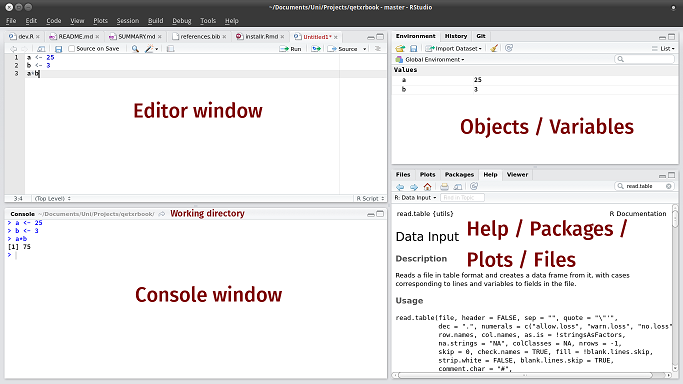 ~/Documents/Uni/Projects/qetxrbook - master - RStudio
File Edit Code View Plots Session Build Debug Tools Help
dev.R README.md SUMMARY.md references.bib installr.Rmd Untitled1*
Source on Save Run Source
1 a <- 25
2 b <- 3
3 a*b
Editor window
3:4 (Top Level) R Script
Console ~/Documents/Uni/Projects/qetxrbook/ Working directory
> a <- 25
> b <- 3
> a*b
[1] 75
>
Console window
Environment History Git
Import Dataset List
Global Environment
Values
a 25
b 3
Objects / Variables
Files Plots Packages Help Viewer
read.table
R: Data Input Find in Topic
read.table {utils} R Documentation
Data Input
Help / Packages /
Plots / Files
Description
Reads a file in table format and creates a data frame from it, with cases
corresponding to lines and variables to fields in the file.
Usage
read.table(file, header = FALSE, sep = "", quote = "\"'",
dec = ".", numerals = c("allow.loss", "warn.loss", "no.loss"
row.names, col.names, as.is = !stringsAsFactors,
na.strings = "NA", colClasses = NA, nrows = -1,
skip = 0, check.names = TRUE, fill = !blank.lines.skip,
strip.white = FALSE, blank.lines.skip = TRUE,
comment.char = "#",